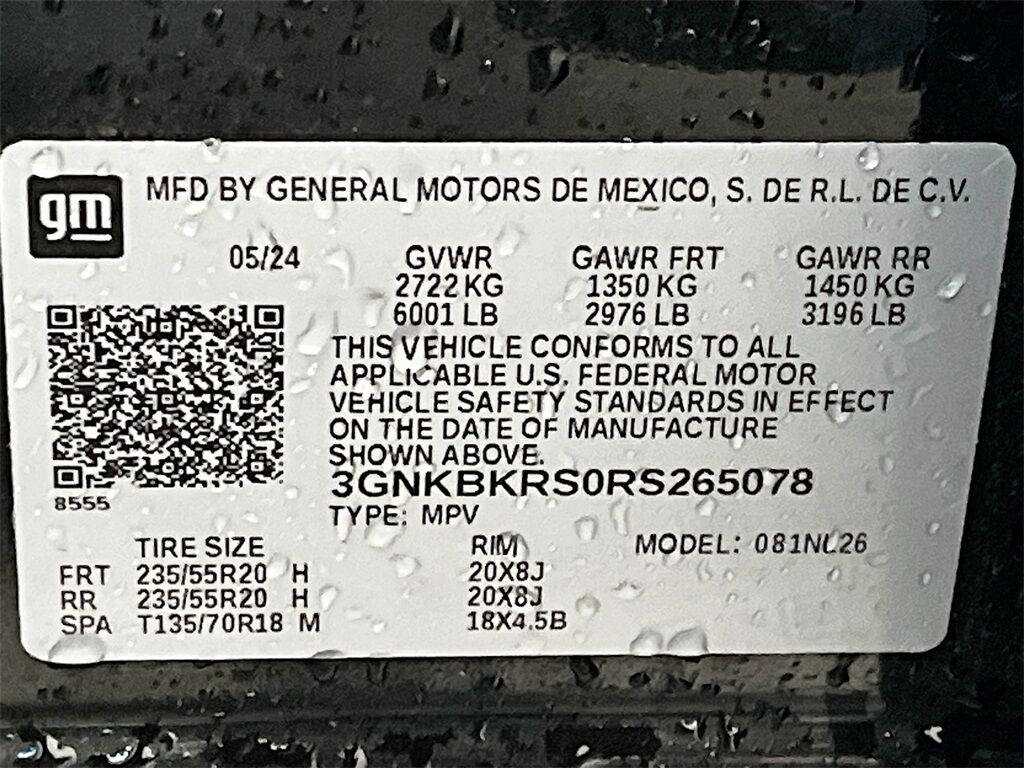 gm MFD BY GENERAL MOTORS DE MEXICO, S. DE R.L. DE C.V.
05/24 GVWR GAWR FRT GAWR RR
2722 KG 1350 KG 1450 KG
6001 LB 2976 LB 3196 LB
THIS VEHICLE CONFORMS TO ALL
APPLICABLE U.S. FEDERAL MOTOR
VEHICLE SAFETY STANDARDS IN EFFECT
ON THE DATE OF MANUFACTURE
SHOWN ABOVE.
3GNKBKRS0RS265078
8555
TYPE: MPV
TIRE SIZE RIM MODEL: 081NL26
FRT 235/55R20 H 20X8J
RR 235/55R20 H 20X8J
SPA T135/70R18 M 18X4.5B